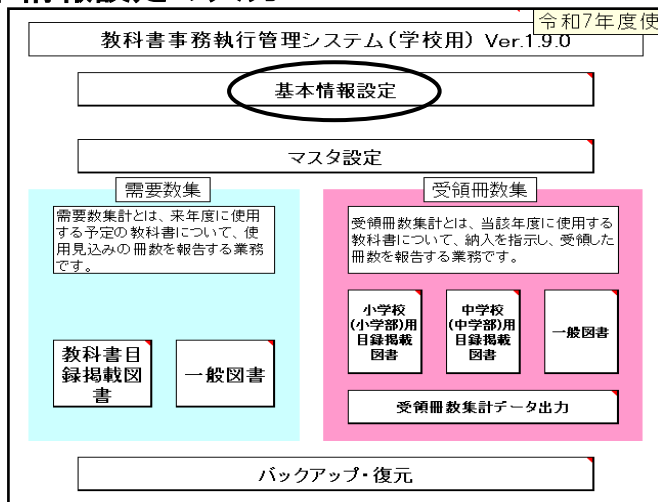 令和7年度使
教科書事務執行管理システム(学校用) Ver.1.9.0
基本情報設定
マスタ設定
需要数集
需要数集計とは、来年度に使用
する予定の教科書について、使
用見込みの冊数を報告する業務
です。
教科書目
録掲載図
書
一般図書
受領冊数集
受領冊数集計とは、当該年度に使用する
教科書について、納入を指示し、受領した
冊数を報告する業務です。
小学校
(小学部)用
目録掲載
図書
中学校
(中学部)用
目録掲載
図書
一般図書
受領冊数集計データ出力
バックアップ・復元